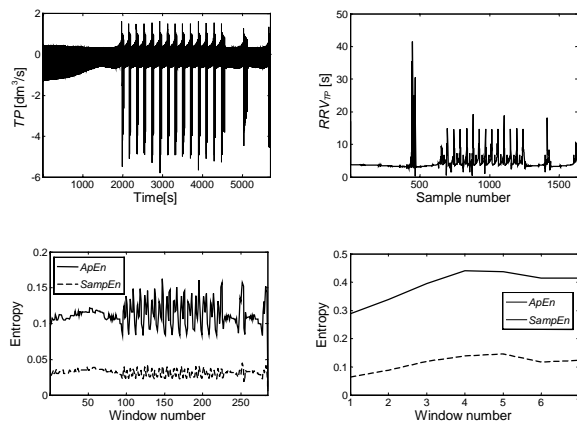 2
0
-2
-4
-6
TP [dm³/s]
1000 2000 3000 4000 5000
Time[s]
50
40
30
20
10
0
RRV_TP [s]
500 1000 1500
Sample number
0.2
0.15
0.1
0.05
0
Entropy
ApEn
SampEn
50 100 150 200 250
Window number
0.5
0.4
0.3
0.2
0.1
0
Entropy
ApEn
SampEn
1 2 3 4 5 6
Window number